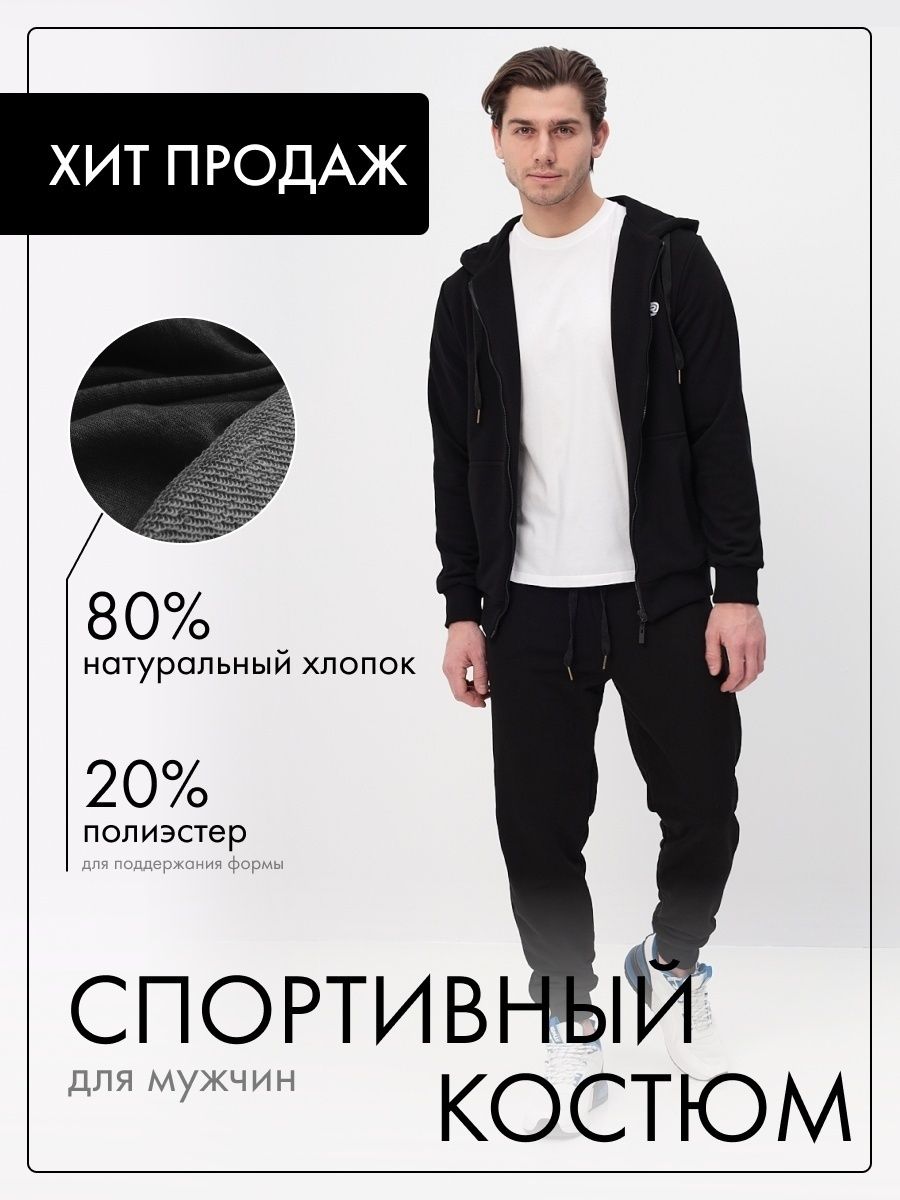 ХИТ ПРОДАЖ
80%
натуральный хлопок
20%
полиэстер
для поддержания формы
СПОРТИВНЫЙ
для мужчин
КОСТЮМ